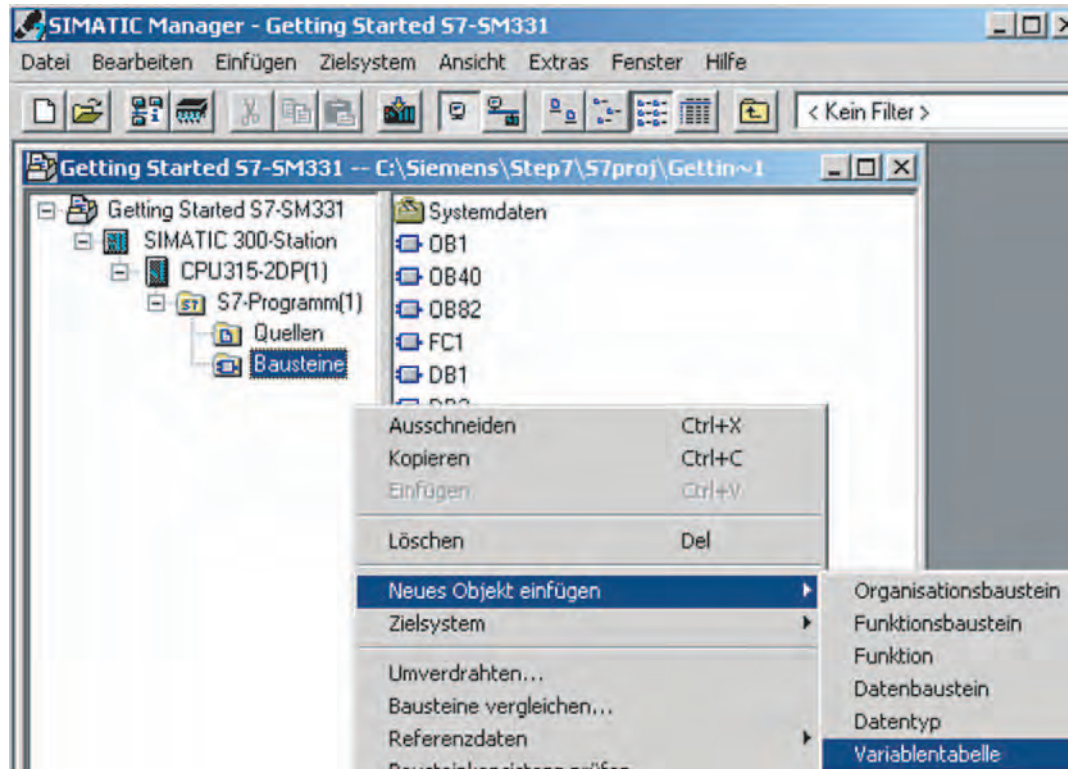 SIMATIC Manager - Getting Started S7-SM331
Datei Bearbeiten Einfügen Zielsystem Ansicht Extras Fenster Hilfe
< Kein Filter >
Getting Started S7-SM331 -- C:\Siemens\Step7\S7proj\Gettin~1
Getting Started S7-SM331
SIMATIC 300-Station
CPU315-2DP(1)
S7-Programm(1)
Quellen
Bausteine
Systemdaten
OB1
OB40
OB82
FC1
DB1
Ausschneiden Ctrl+X
Kopieren Ctrl+C
Einfügen Ctrl+V
Löschen Del
Neues Objekt einfügen
Zielsystem
Umverdrahten...
Bausteine vergleichen...
Referenzdaten
Organisationsbaustein
Funktionsbaustein
Funktion
Datenbaustein
Datentyp
Variablentabelle